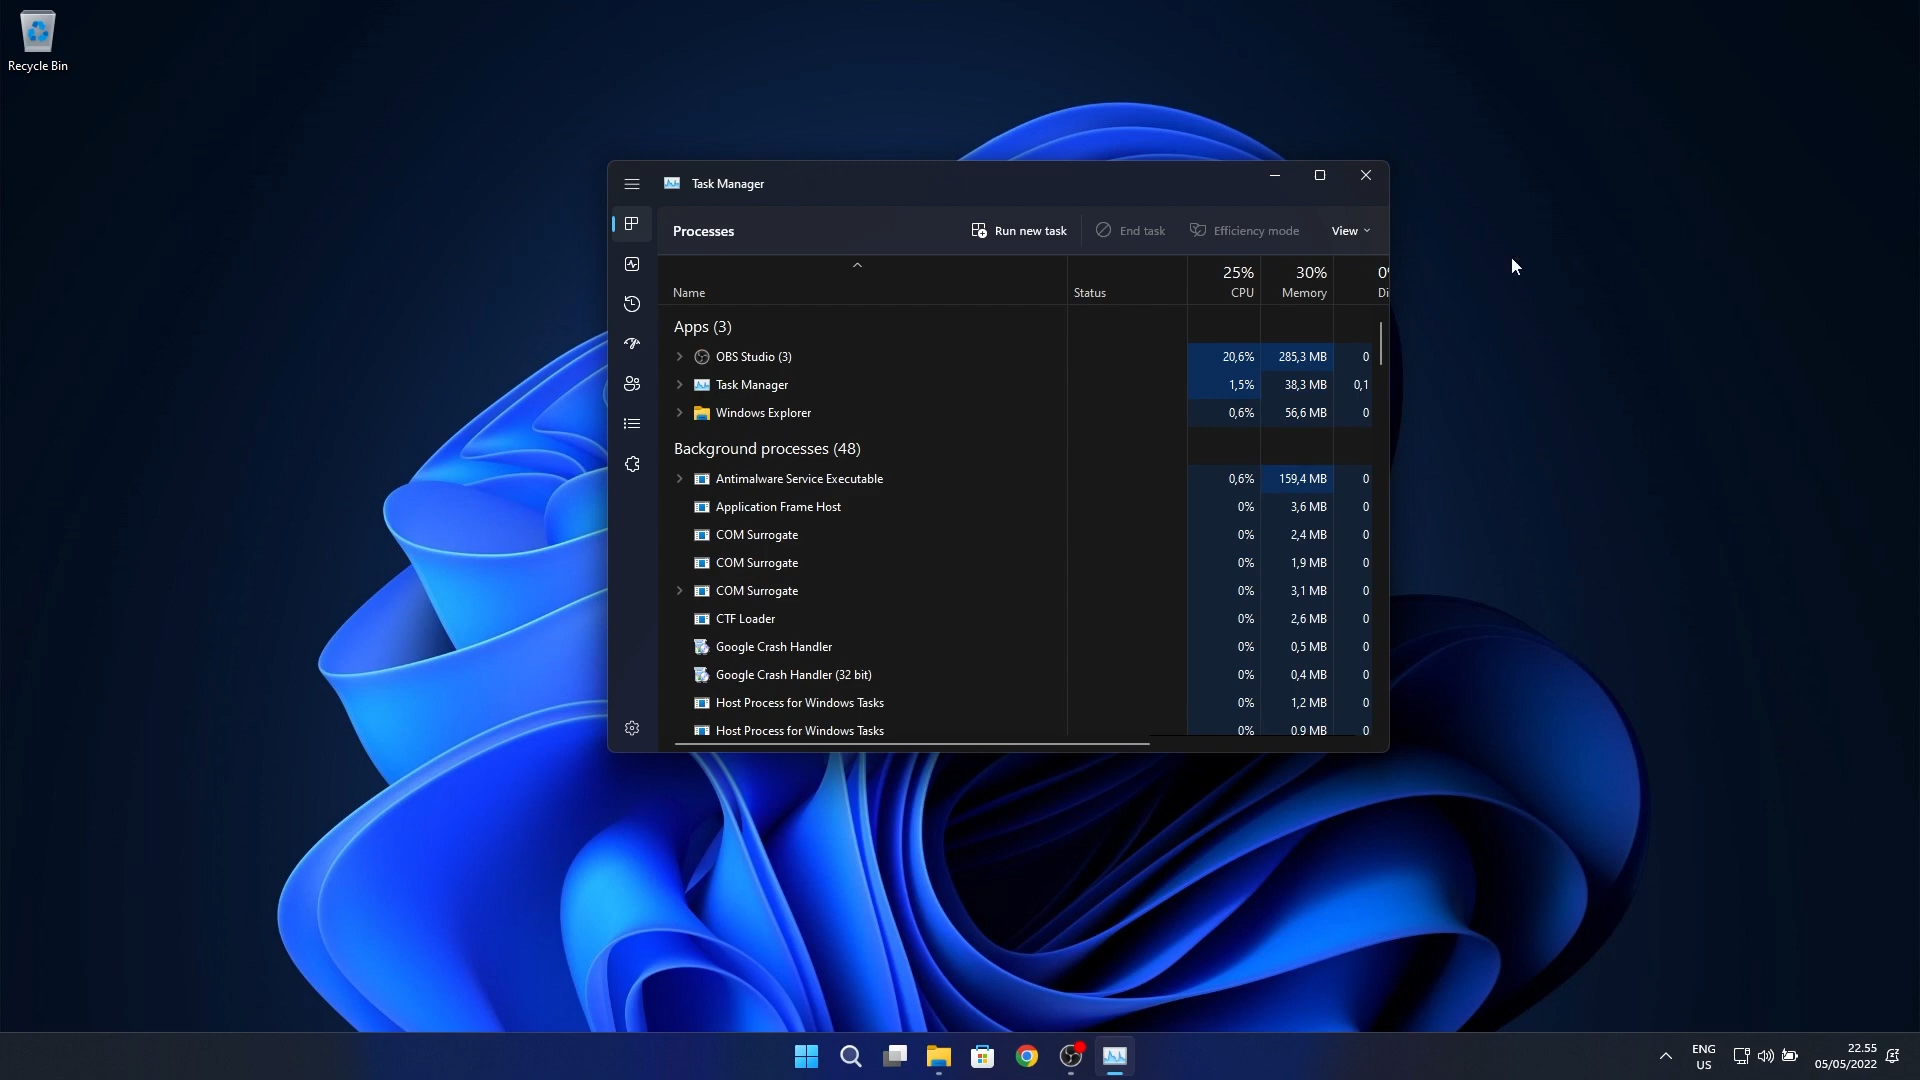 Recycle Bin
Task Manager
Processes
Run new task
End task
Efficiency mode
View
25%
30%
0%
Name
Status
CPU
Memory
Di
Apps (3)
OBS Studio (3) 20,6% 285,3 MB 0
Task Manager 1,5% 38,3 MB 0,1
Windows Explorer 0,6% 56,6 MB 0
Background processes (48)
Antimalware Service Executable 0,6% 159,4 MB 0
Application Frame Host 0% 3,6 MB 0
COM Surrogate 0% 2,4 MB 0
COM Surrogate 0% 1,9 MB 0
COM Surrogate 0% 3,1 MB 0
CTF Loader 0% 2,6 MB 0
Google Crash Handler 0% 0,5 MB 0
Google Crash Handler (32 bit) 0% 0,4 MB 0
Host Process for Windows Tasks 0% 1,2 MB 0
Host Process for Windows Tasks 0% 0,9 MB 0
ENG
US
22.55
05/05/2022